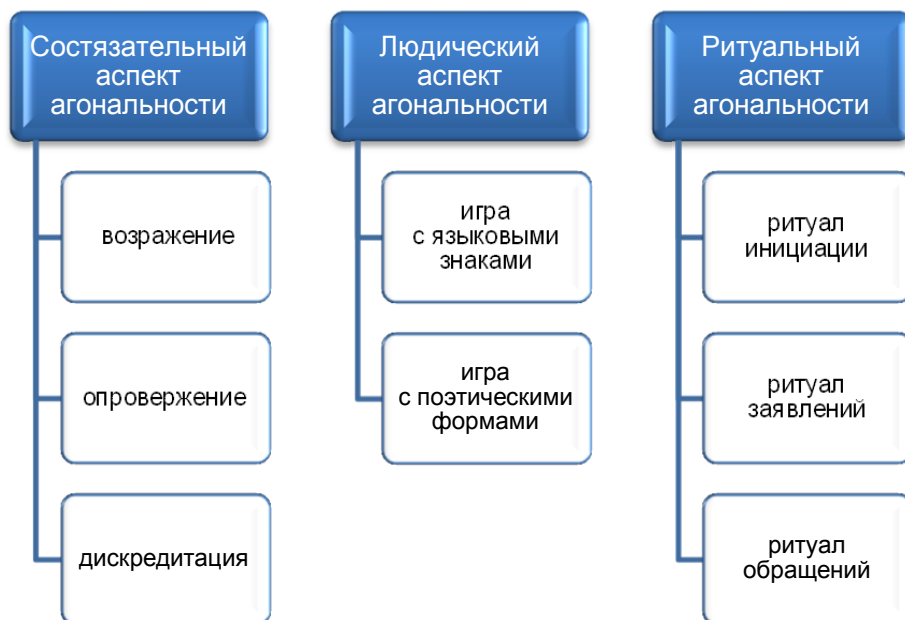 Состязательный
аспект
агональности
возражение
опровержение
дискредитация
Людический
аспект
агональности
игра
с языковыми
знаками
игра
с поэтическими
формами
Ритуальный
аспект
агональности
ритуал
инициации
ритуал
заявлений
ритуал
обращений